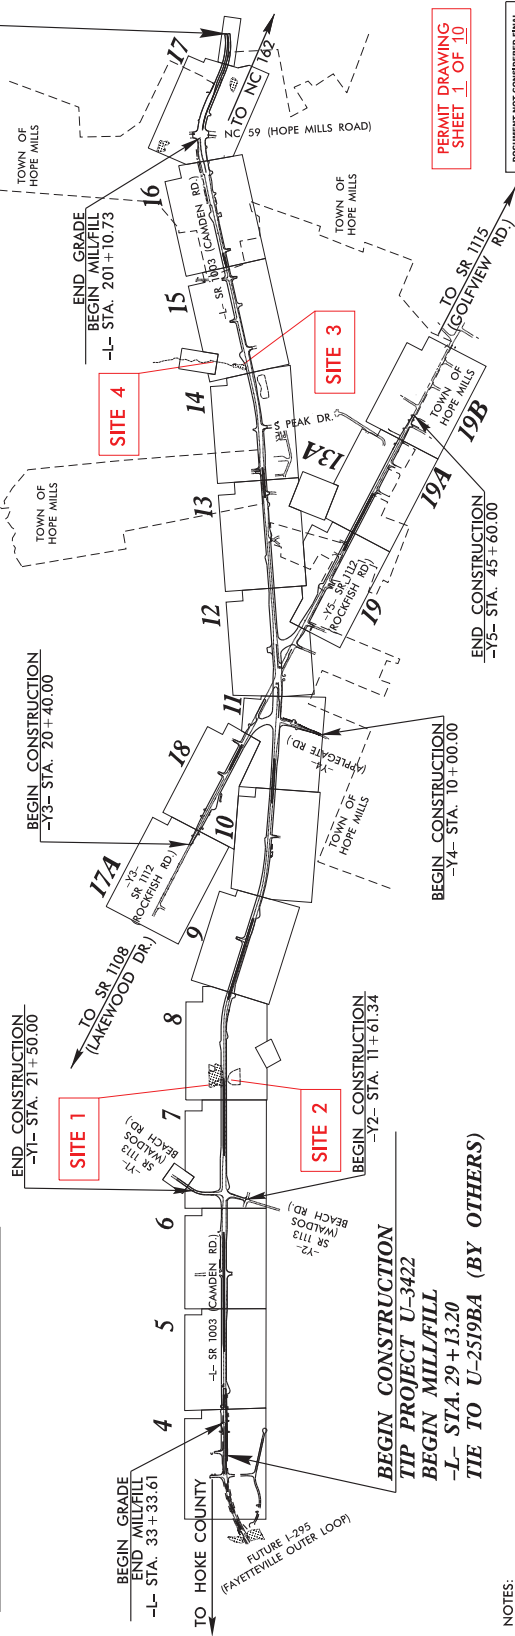 PERMIT DRAWING
SHEET 1 OF 10
DOCUMENT NOT CONSIDERED FINAL
17
TO NC 162
NC 59 (HOPE MILLS ROAD)
TOWN OF
HOPE MILLS
END GRADE
BEGIN MILL/FILL
-L- STA. 201+10.73
16
-L- SR 1003 (CAMDEN RD.)
15
TOWN OF
HOPE MILLS
TO SR 1115
(GOLFVIEW RD.)
SITE 4
SITE 3
14
S PEAK DR.
13A
TOWN OF
HOPE MILLS
19B
19A
TOWN OF
HOPE MILLS
13
12
-Y5- SR 1112
(ROCKFISH RD.)
19
END CONSTRUCTION
-Y5- STA. 45+60.00
BEGIN CONSTRUCTION
-Y3- STA. 20+40.00
11
18
10
-Y4-
(APPLEGATE RD.)
TOWN OF
HOPE MILLS
BEGIN CONSTRUCTION
-Y4- STA. 10+00.00
17A
-Y3-
SR 1112
(ROCKFISH RD.)
9
TO SR 1108
(LAKEWOOD DR.)
8
END CONSTRUCTION
-Y1- STA. 21+50.00
SITE 1
SITE 2
7
-Y1-
SR 1113
(WALDOS
BEACH RD.)
BEGIN CONSTRUCTION
-Y2- STA. 11+61.34
6
-Y2-
SR 1113
(WALDOS
BEACH RD.)
-L- SR 1003 (CAMDEN RD.)
5
4
BEGIN GRADE
END MILL/FILL
-L- STA. 33+33.61
TO HOKE COUNTY
FUTURE I-295
(FAYETTEVILLE OUTER LOOP)
BEGIN CONSTRUCTION
TIP PROJECT U-3422
BEGIN MILL/FILL
-L- STA. 29+13.20
TIE TO U-2519BA (BY OTHERS)
NOTES: